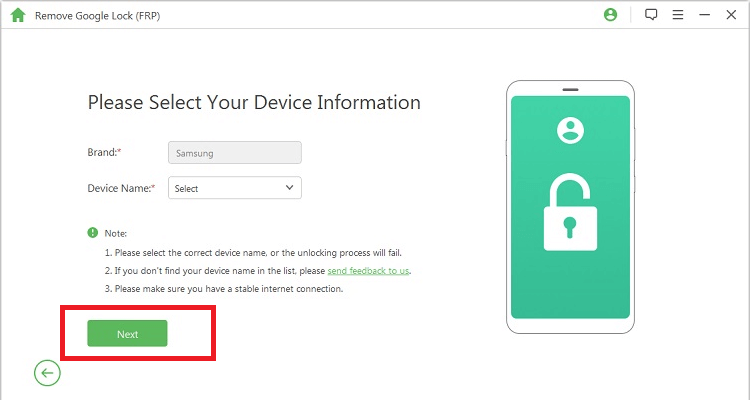 Remove Google Lock (FRP)
Please Select Your Device Information
Brand:* Samsung
Device Name:* Select
Note:
1. Please select the correct device name, or the unlocking process will fail.
2. If you don't find your device name in the list, please send feedback to us.
3. Please make sure you have a stable internet connection.
Next